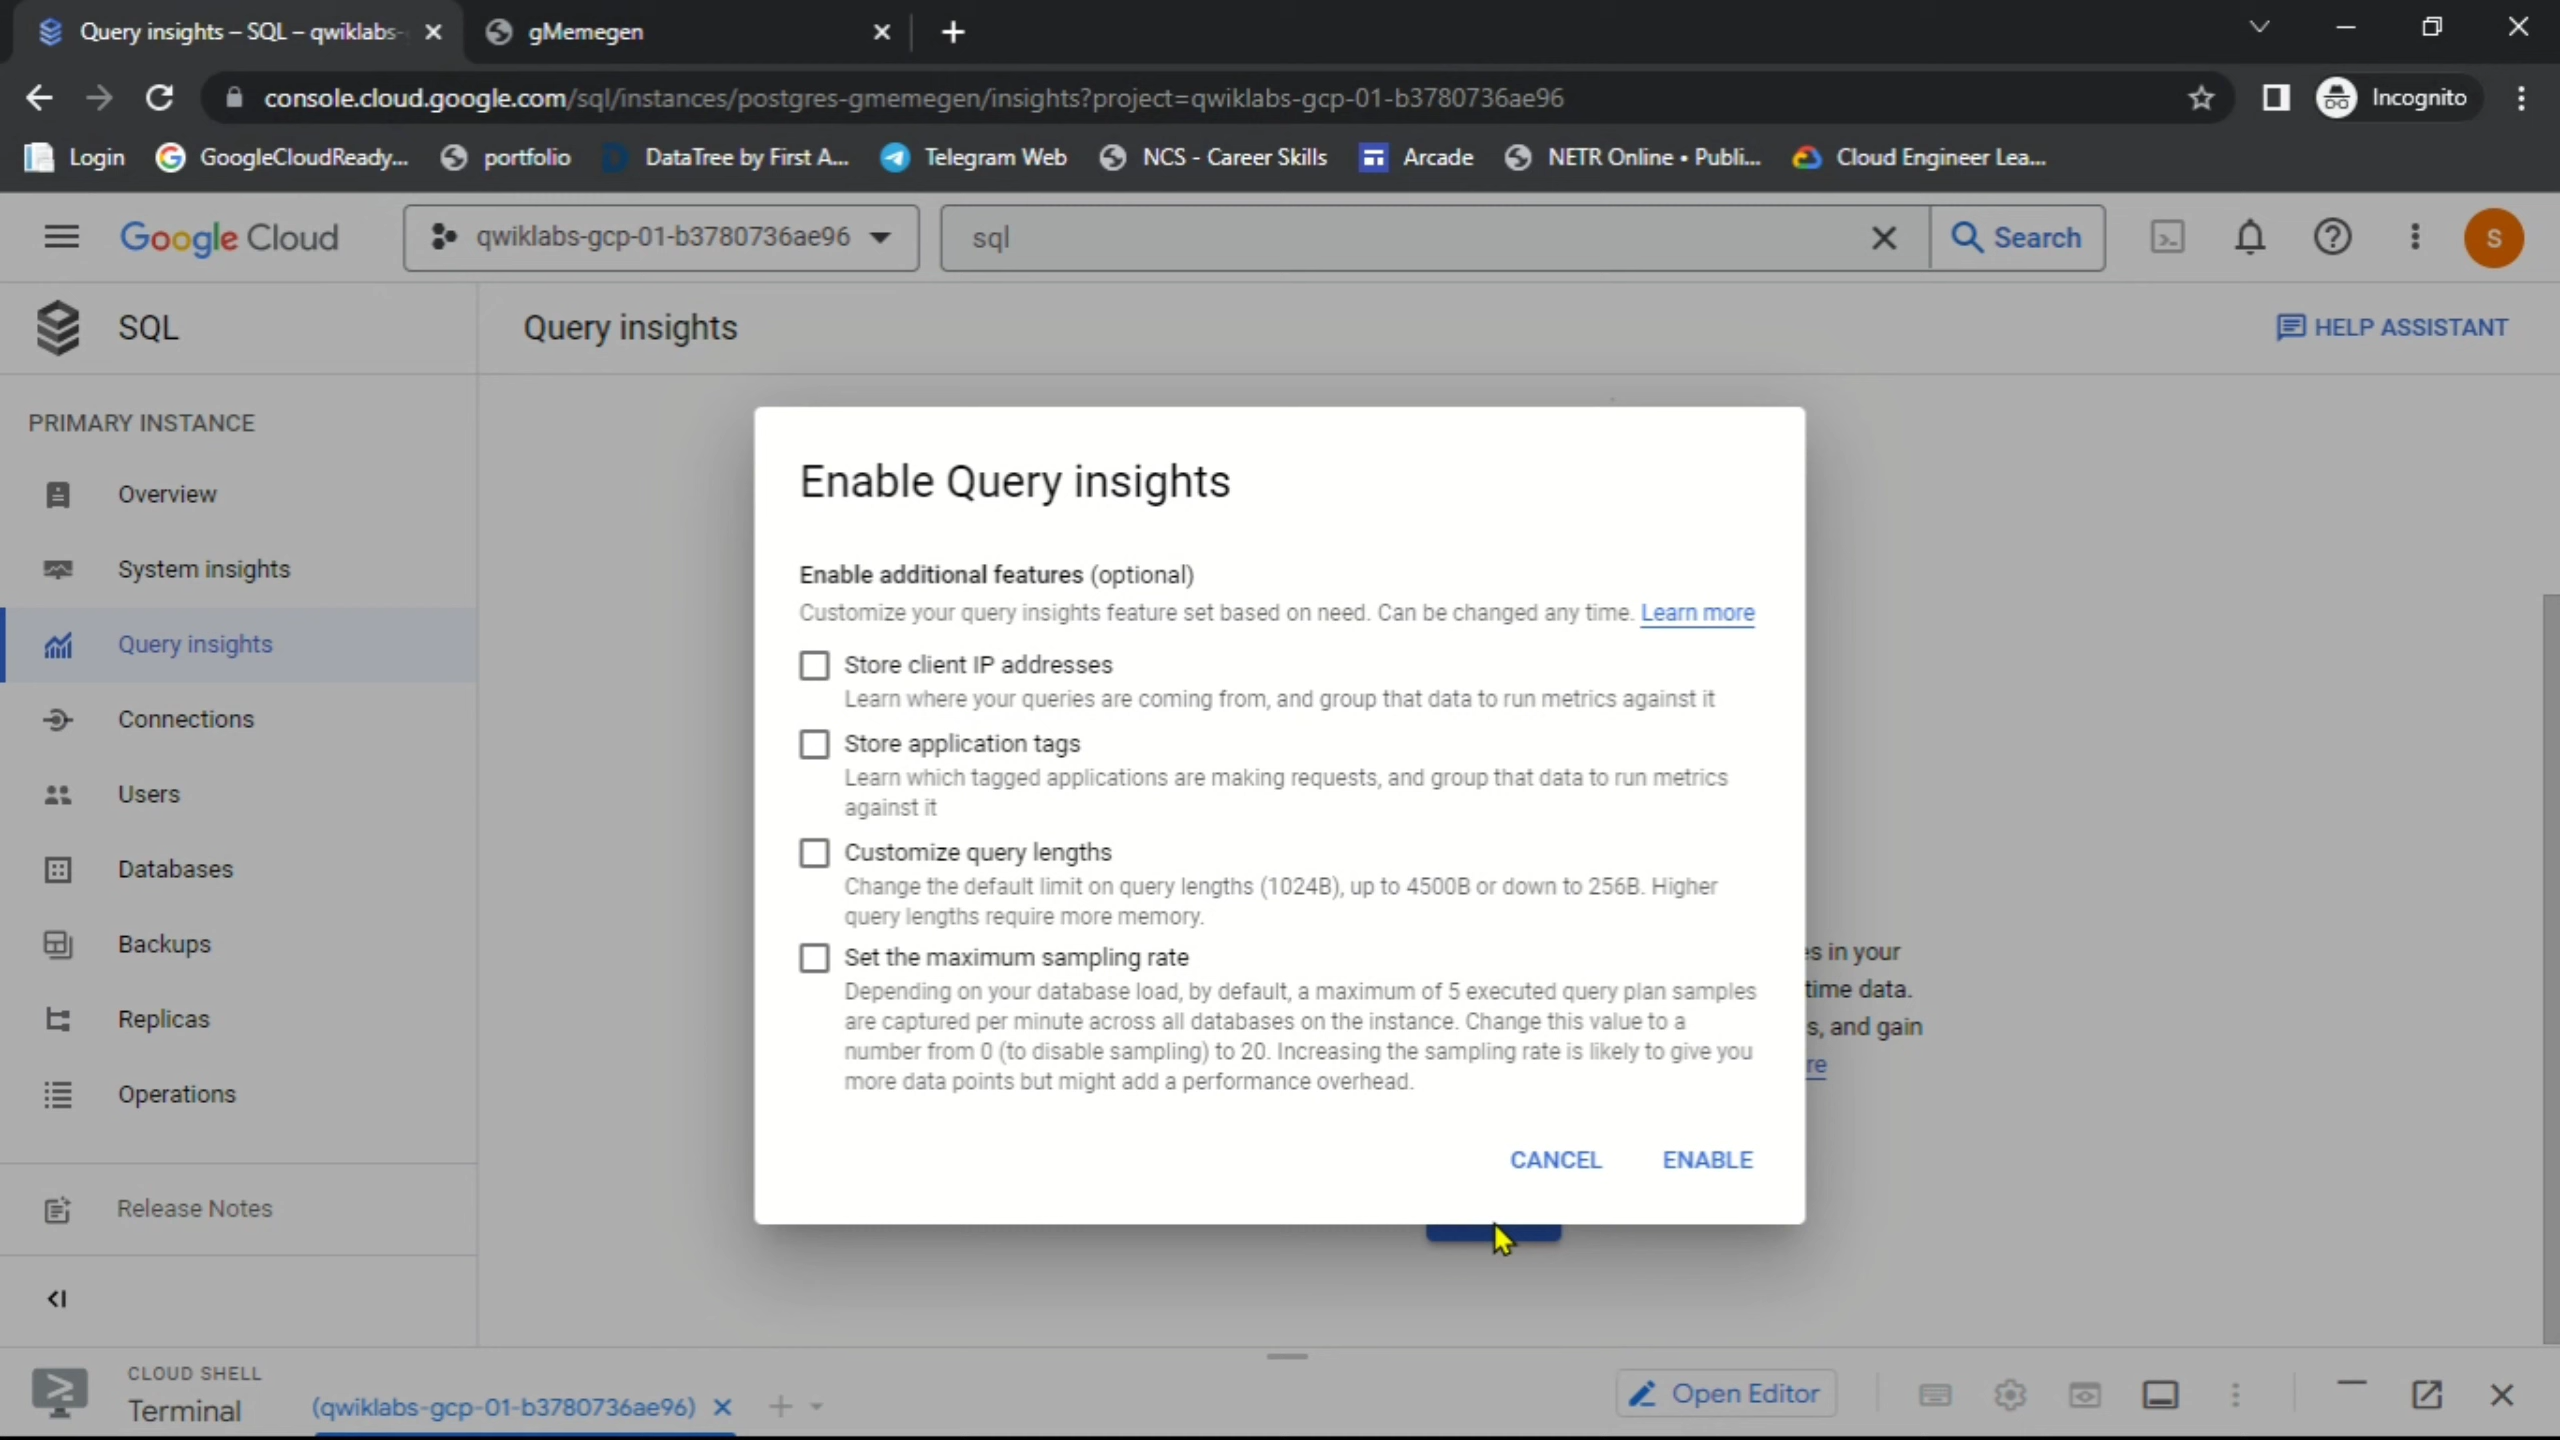 Query insights – SQL – qwiklabs-
gMemegen
console.cloud.google.com/sql/instances/postgres-gmemegen/insights?project=qwiklabs-gcp-01-b3780736ae96
Incognito
Login
GoogleCloudReady...
portfolio
DataTree by First A...
Telegram Web
NCS - Career Skills
Arcade
NETR Online • Publi...
Cloud Engineer Lea...
Google Cloud
qwiklabs-gcp-01-b3780736ae96
sql
Search
S
SQL
Query insights
HELP ASSISTANT
PRIMARY INSTANCE
Overview
System insights
Query insights
Connections
Users
Databases
Backups
Replicas
Operations
Release Notes
Enable Query insights
Enable additional features (optional)
Customize your query insights feature set based on need. Can be changed any time. Learn more
Store client IP addresses
Learn where your queries are coming from, and group that data to run metrics against it
Store application tags
Learn which tagged applications are making requests, and group that data to run metrics
against it
Customize query lengths
Change the default limit on query lengths (1024B), up to 4500B or down to 256B. Higher
query lengths require more memory.
Set the maximum sampling rate
Depending on your database load, by default, a maximum of 5 executed query plan samples
are captured per minute across all databases on the instance. Change this value to a
number from 0 (to disable sampling) to 20. Increasing the sampling rate is likely to give you
more data points but might add a performance overhead.
CANCEL
ENABLE
es in your
time data.
s, and gain
re
CLOUD SHELL
Terminal
(qwiklabs-gcp-01-b3780736ae96)
Open Editor